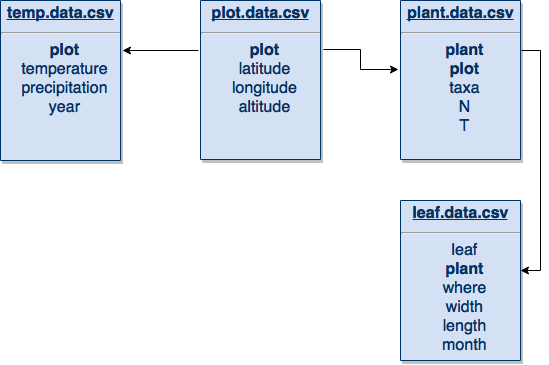 temp.data.csv
plot
temperature
precipitation
year
plot.data.csv
plot
latitude
longitude
altitude
plant.data.csv
plant
plot
taxa
N
T
leaf.data.csv
leaf
plant
where
width
length
month